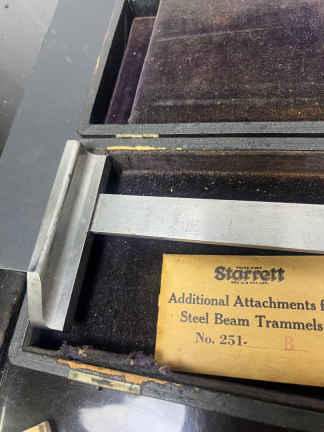 Starrett
Additional Attachments f
Steel Beam Trammels
No. 251- B